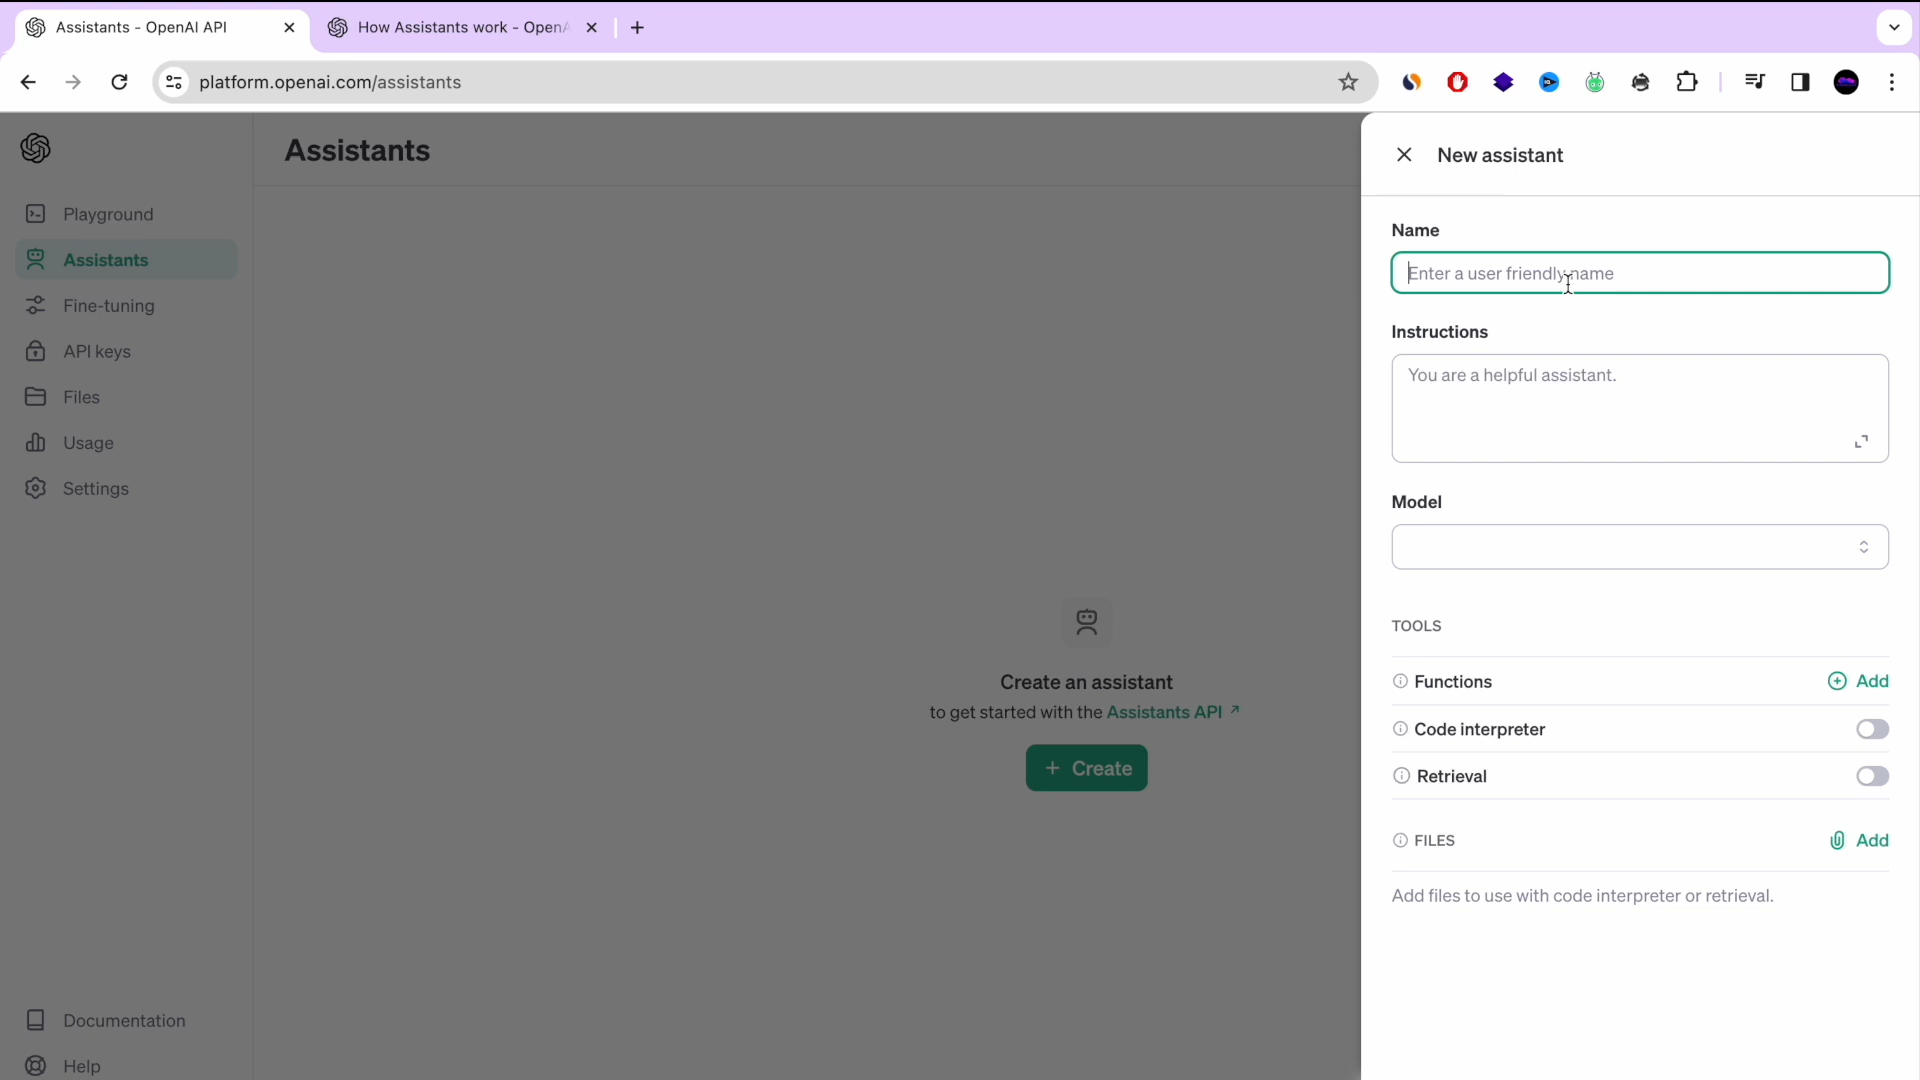 Assistants - OpenAI API
How Assistants work - OpenA
platform.openai.com/assistants
Playground
Assistants
Fine-tuning
API keys
Files
Usage
Settings
Documentation
Help
Assistants
Create an assistant
to get started with the Assistants API ↗
+ Create
New assistant
Name
Enter a user friendly name
Instructions
You are a helpful assistant.
Model
TOOLS
Functions
Add
Code interpreter
Retrieval
FILES
Add
Add files to use with code interpreter or retrieval.